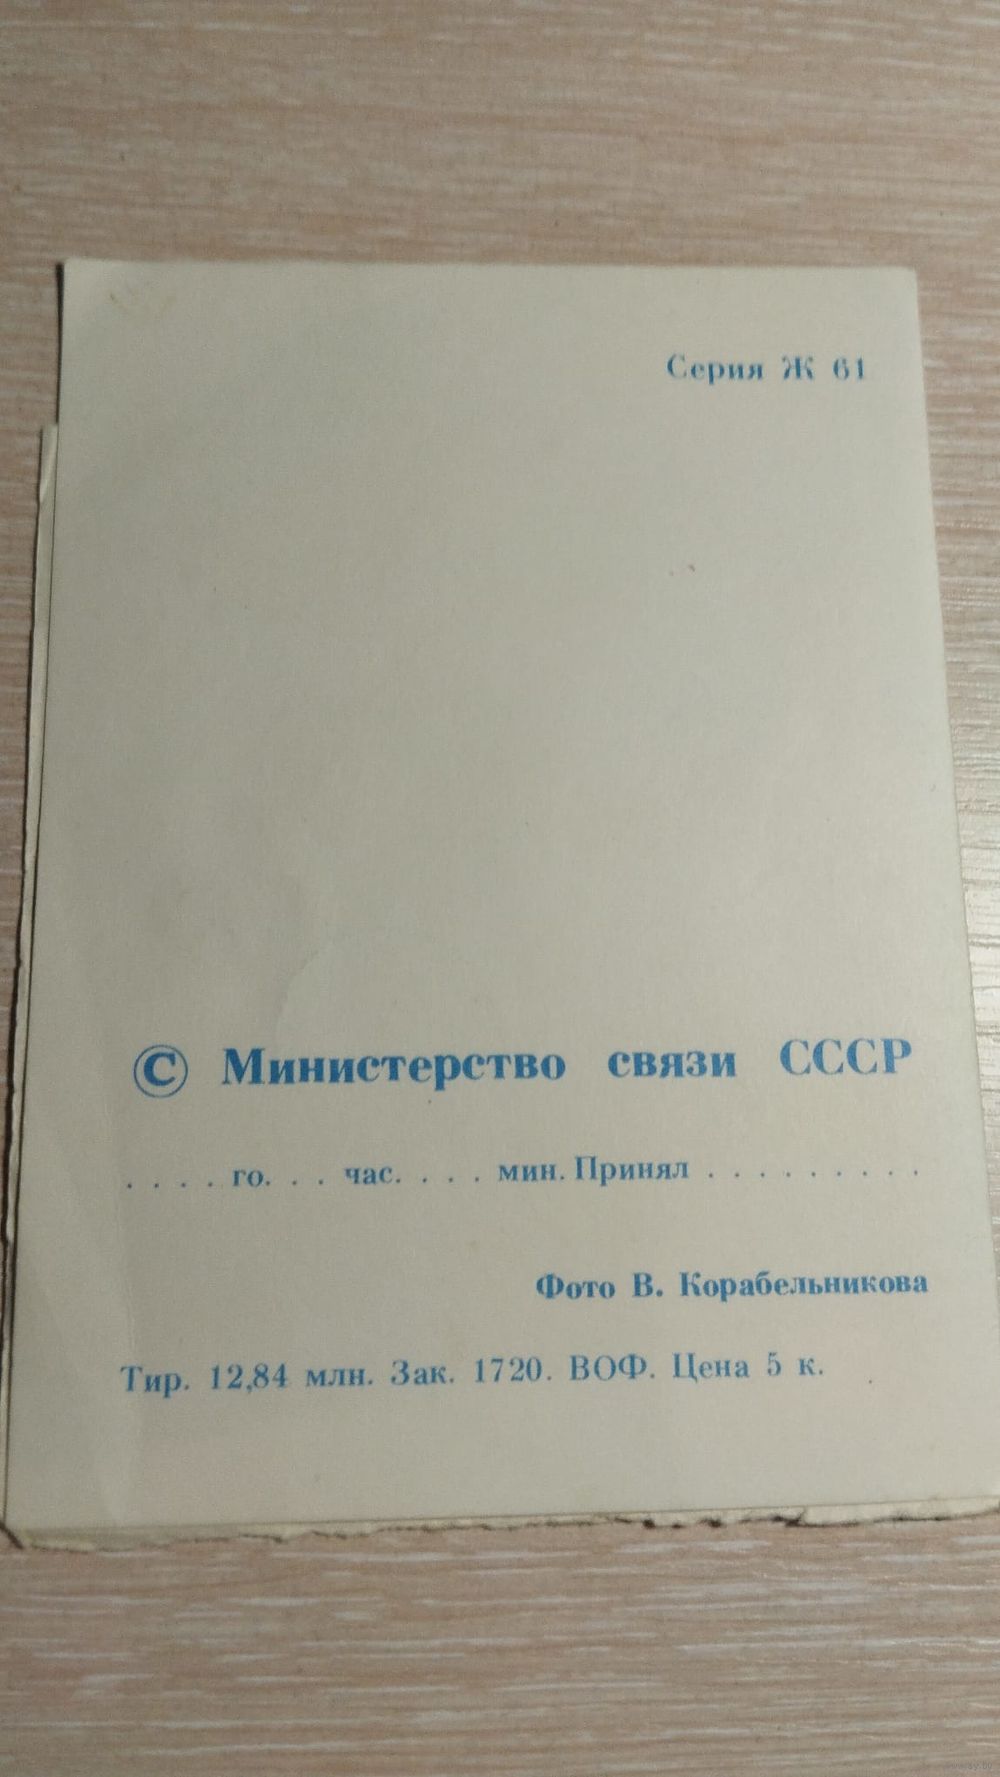 Серия Ж 61
© Министерство связи СССР
. . . . го. . . час. . . . мин. Принял . . . . . . . . .
Фото В. Корабельникова
Тир. 12,84 млн. Зак. 1720. ВОФ. Цена 5 к.